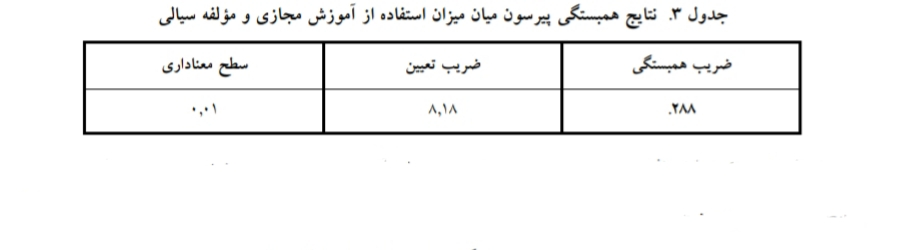 جدول ۳. نتایج همبستگی پیرسون میان میزان استفاده از آموزش مجازی و مؤلفه سیالی
ضریب همبستگی ضریب تعیین سطح معناداری
.۲۸۸ ۸,۱۸ ۰,۰۱